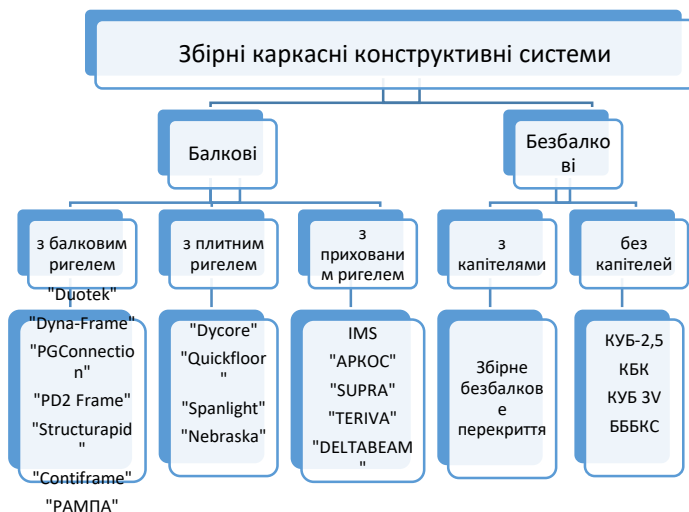 Збірні каркасні конструктивні системи
Балкові
Безбалко
ві
з балковим
ригелем
з плитним
ригелем
з
приховани
м ригелем
з
капітелями
без
капітелей
"Duotek"
"Dyna-Frame"
"PGConnectio
n"
"PD2 Frame"
"Structurapid
"
"Contiframe"
"РАМПА"
"Dycore"
"Quickfloor
"
"Spanlight"
"Nebraska"
IMS
"АРКОС"
"SUPRA"
"TERIVA"
"DELTABEAM
"
Збірне
безбалков
е
перекриття
КУБ-2,5
КБК
КУБ 3V
БББКС